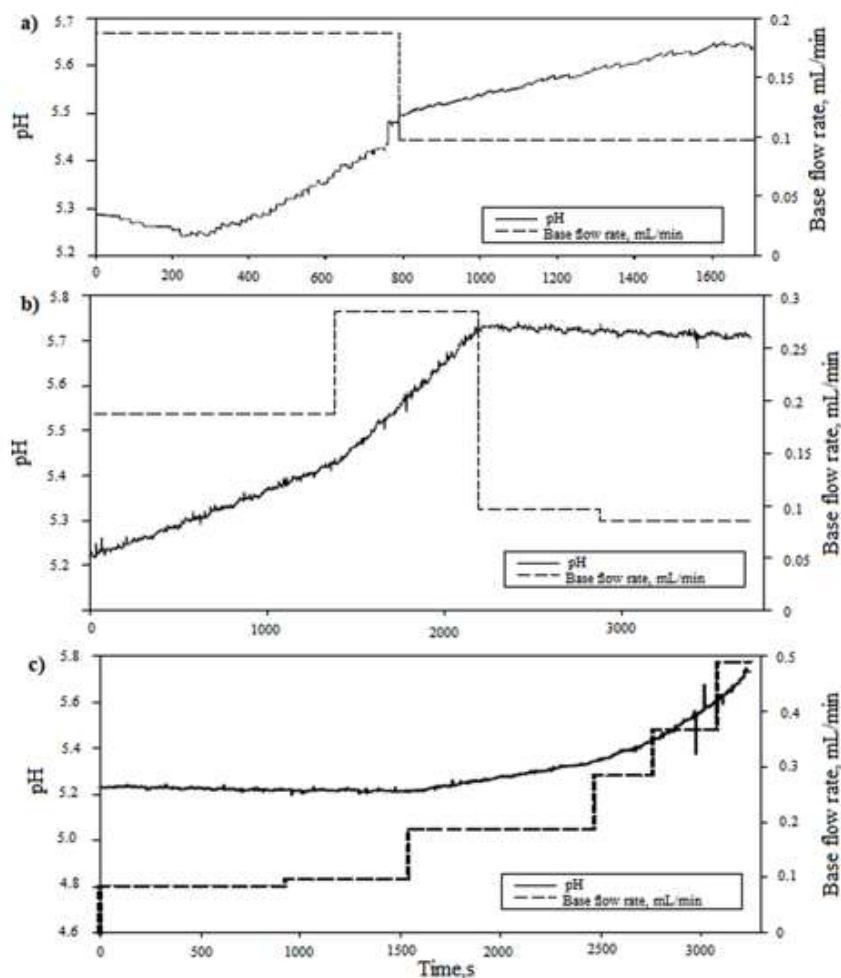 a)
5.7
5.6
5.5
5.4
5.3
5.2
pH
0.2
0.15
0.1
0.05
0
Base flow rate, mL/min
pH
Base flow rate, mL/min
0 200 400 600 800 1000 1200 1400 1600
b)
5.8
5.7
5.6
5.5
5.4
5.3
5.2
pH
0.3
0.25
0.2
0.15
0.1
0.05
0
Base flow rate, mL/min
pH
Base flow rate, mL/min
0 1000 2000 3000
c)
5.8
5.6
5.4
5.2
5.0
4.8
4.6
pH
0.5
0.4
0.3
0.2
0.1
0
Base flow rate, mL/min
pH
Base flow rate, mL/min
0 500 1000 1500 2000 2500 3000
Time,s